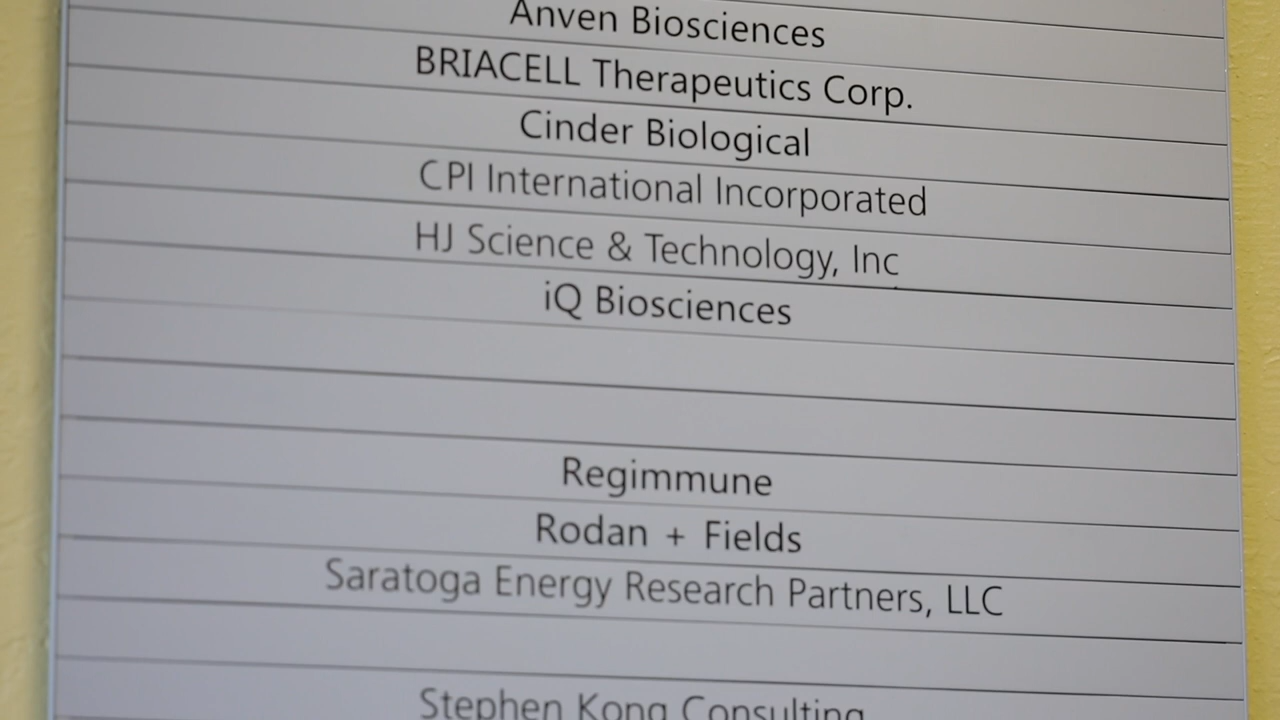 Anven Biosciences
BRIACELL Therapeutics Corp.
Cinder Biological
CPI International Incorporated
HJ Science & Technology, Inc
iQ Biosciences
Regimmune
Rodan + Fields
Saratoga Energy Research Partners, LLC
Stephen Kong Consulting